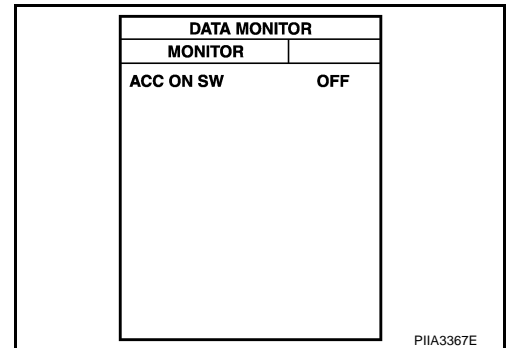 DATA MONITOR
MONITOR
ACC ON SW OFF
PIIA3367E